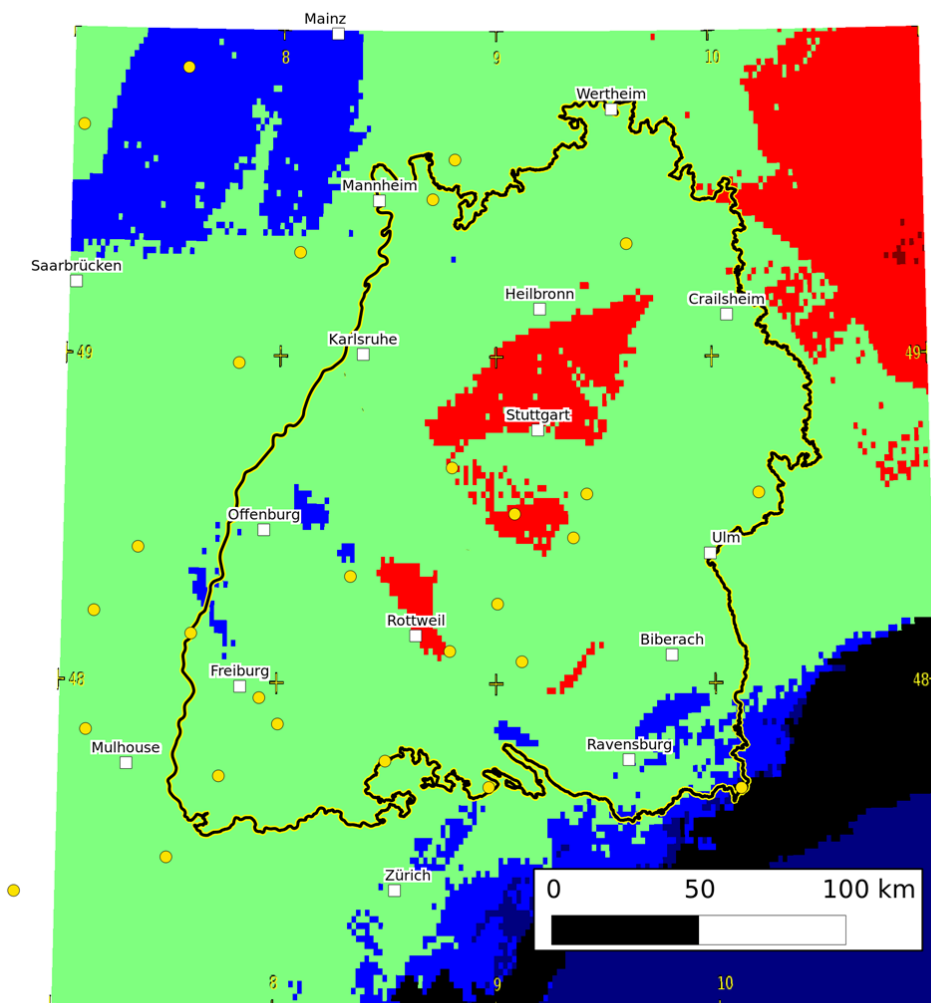 Mainz
8
9
10
Wertheim
Mannheim
Saarbrücken
Heilbronn
Crailsheim
Karlsruhe
49
49
Stuttgart
Offenburg
Ulm
Rottweil
Biberach
Freiburg
48
48
Mulhouse
Ravensburg
Zürich
0 50 100 km
8
9
10